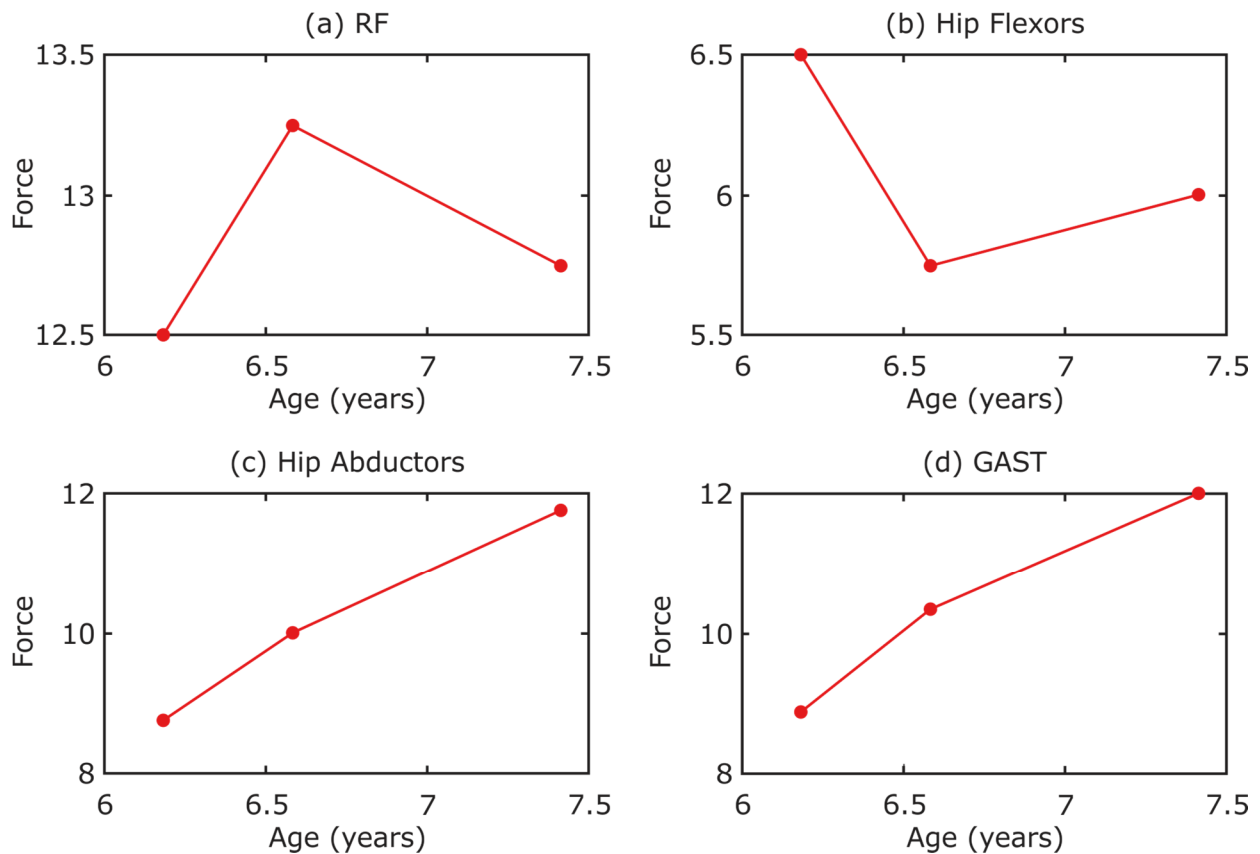 (a) RF
13.5
13
12.5
Force
6 6.5 7 7.5
Age (years)
(b) Hip Flexors
6.5
6
5.5
Force
6 6.5 7 7.5
Age (years)
(c) Hip Abductors
12
10
8
Force
6 6.5 7 7.5
Age (years)
(d) GAST
12
10
8
Force
6 6.5 7 7.5
Age (years)